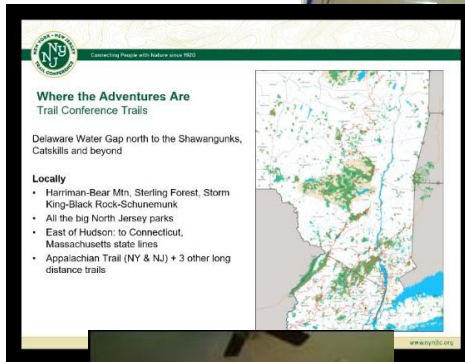 NEW YORK - NEW JERSEY
NY
NJ
TRAIL CONFERENCE
Connecting People with Nature since 1920
Where the Adventures Are
Trail Conference Trails
Delaware Water Gap north to the Shawangunks,
Catskills and beyond
Locally
• Harriman-Bear Mtn, Sterling Forest, Storm
King-Black Rock-Schunemunk
• All the big North Jersey parks
• East of Hudson: to Connecticut,
Massachusetts state lines
• Appalachian Trail (NY & NJ) + 3 other long
distance trails
www.nynjtc.org